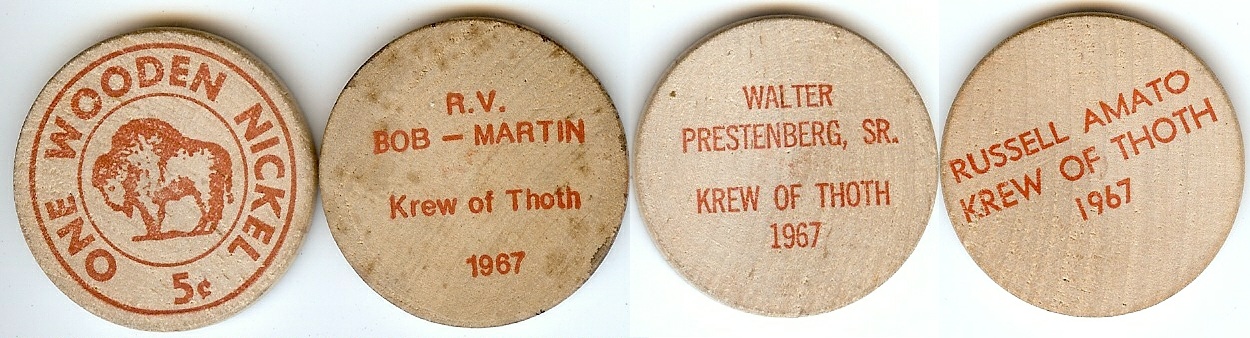 ONE WOODEN NICKEL
5¢
R.V.
BOB - MARTIN
Krew of Thoth
1967
WALTER
PRESTENBERG, SR.
KREW OF THOTH
1967
RUSSELL AMATO
KREW OF THOTH
1967